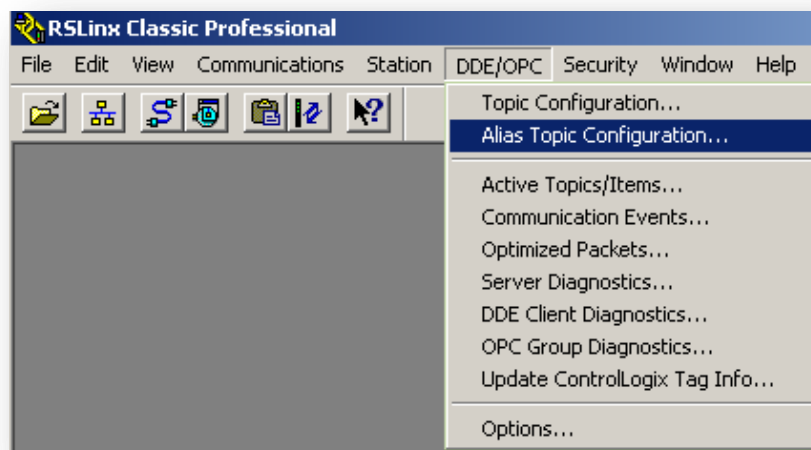 RSLinx Classic Professional
File Edit View Communications Station DDE/OPC Security Window Help
Topic Configuration...
Alias Topic Configuration...
Active Topics/Items...
Communication Events...
Optimized Packets...
Server Diagnostics...
DDE Client Diagnostics...
OPC Group Diagnostics...
Update ControlLogix Tag Info...
Options...